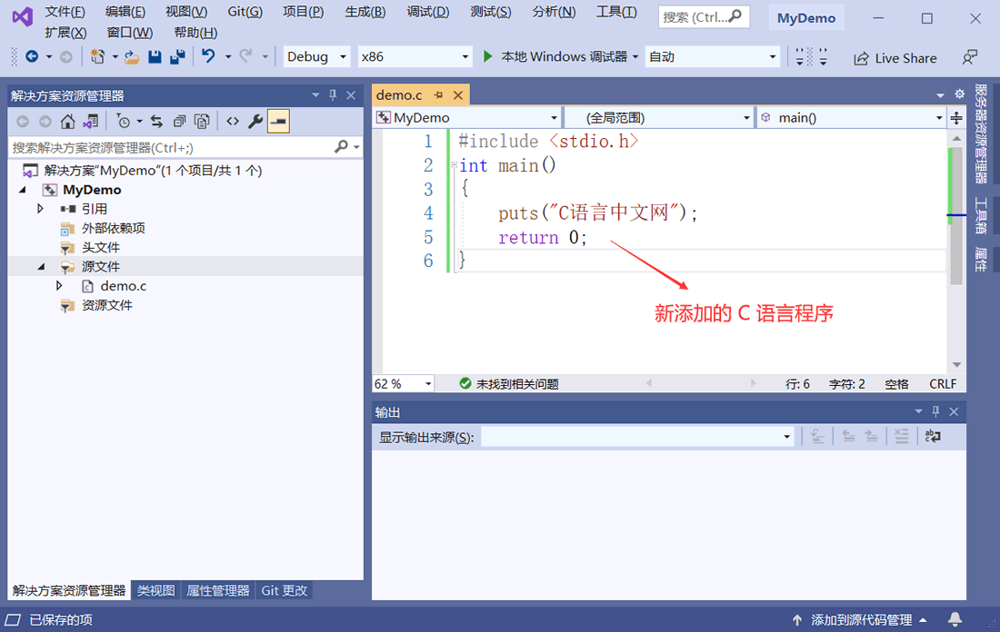 文件(F) 编辑(E) 视图(V) Git(G) 项目(P) 生成(B) 调试(D) 测试(S) 分析(N) 工具(T) 搜索 (Ctrl... MyDemo
扩展(X) 窗口(W) 帮助(H)
Debug x86 本地 Windows 调试器 自动 Live Share
解决方案资源管理器
搜索解决方案资源管理器(Ctrl+;)
解决方案“MyDemo”(1 个项目/共 1 个)
MyDemo
引用
外部依赖项
头文件
源文件
demo.c
资源文件
解决方案资源管理器 类视图 属性管理器 Git 更改
demo.c
MyDemo (全局范围) main()
1 #include <stdio.h>
2 int main()
3 {
4 puts("C语言中文网");
5 return 0;
6 }
新添加的 C 语言程序
62 % 未找到相关问题 行: 6 字符: 2 空格 CRLF
输出
显示输出来源(S):
服务器资源管理器
工具箱
属性
已保存的项 添加到源代码管理